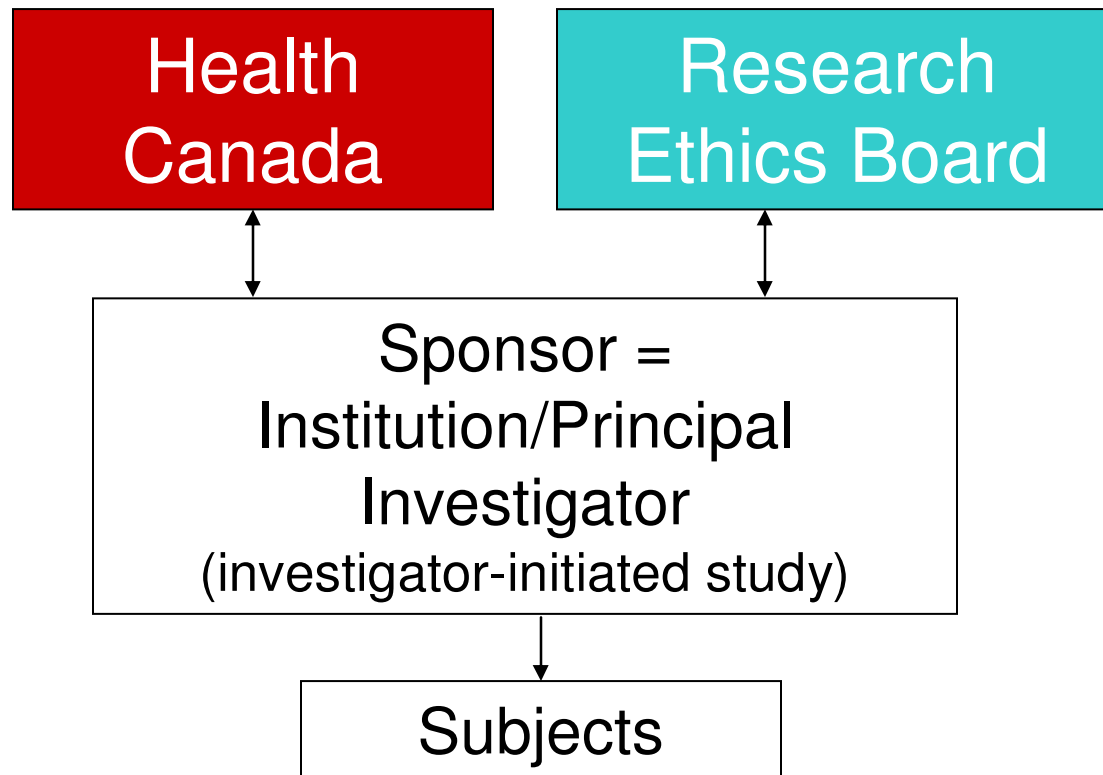 Health
Canada
Research
Ethics Board
Sponsor =
Institution/Principal
Investigator
(investigator-initiated study)
Subjects